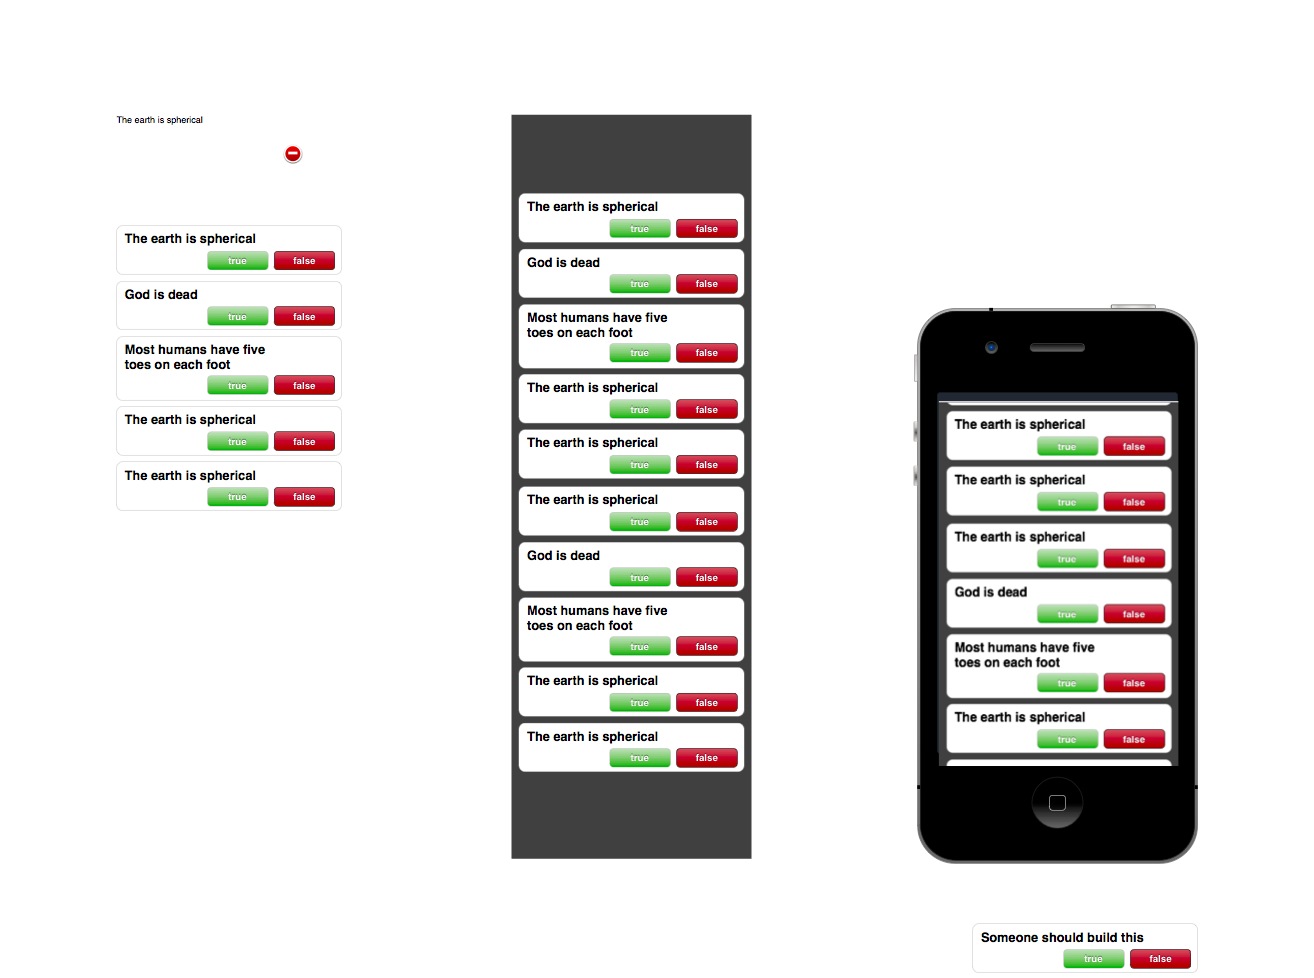 The earth is spherical
The earth is spherical
true false
God is dead
true false
Most humans have five
toes on each foot
true false
The earth is spherical
true false
The earth is spherical
true false
The earth is spherical
true false
God is dead
true false
Most humans have five
toes on each foot
true false
The earth is spherical
true false
The earth is spherical
true false
The earth is spherical
true false
God is dead
true false
Most humans have five
toes on each foot
true false
The earth is spherical
true false
The earth is spherical
true false
The earth is spherical
true false
The earth is spherical
true false
The earth is spherical
true false
God is dead
true false
Most humans have five
toes on each foot
true false
The earth is spherical
true false
Someone should build this
true false